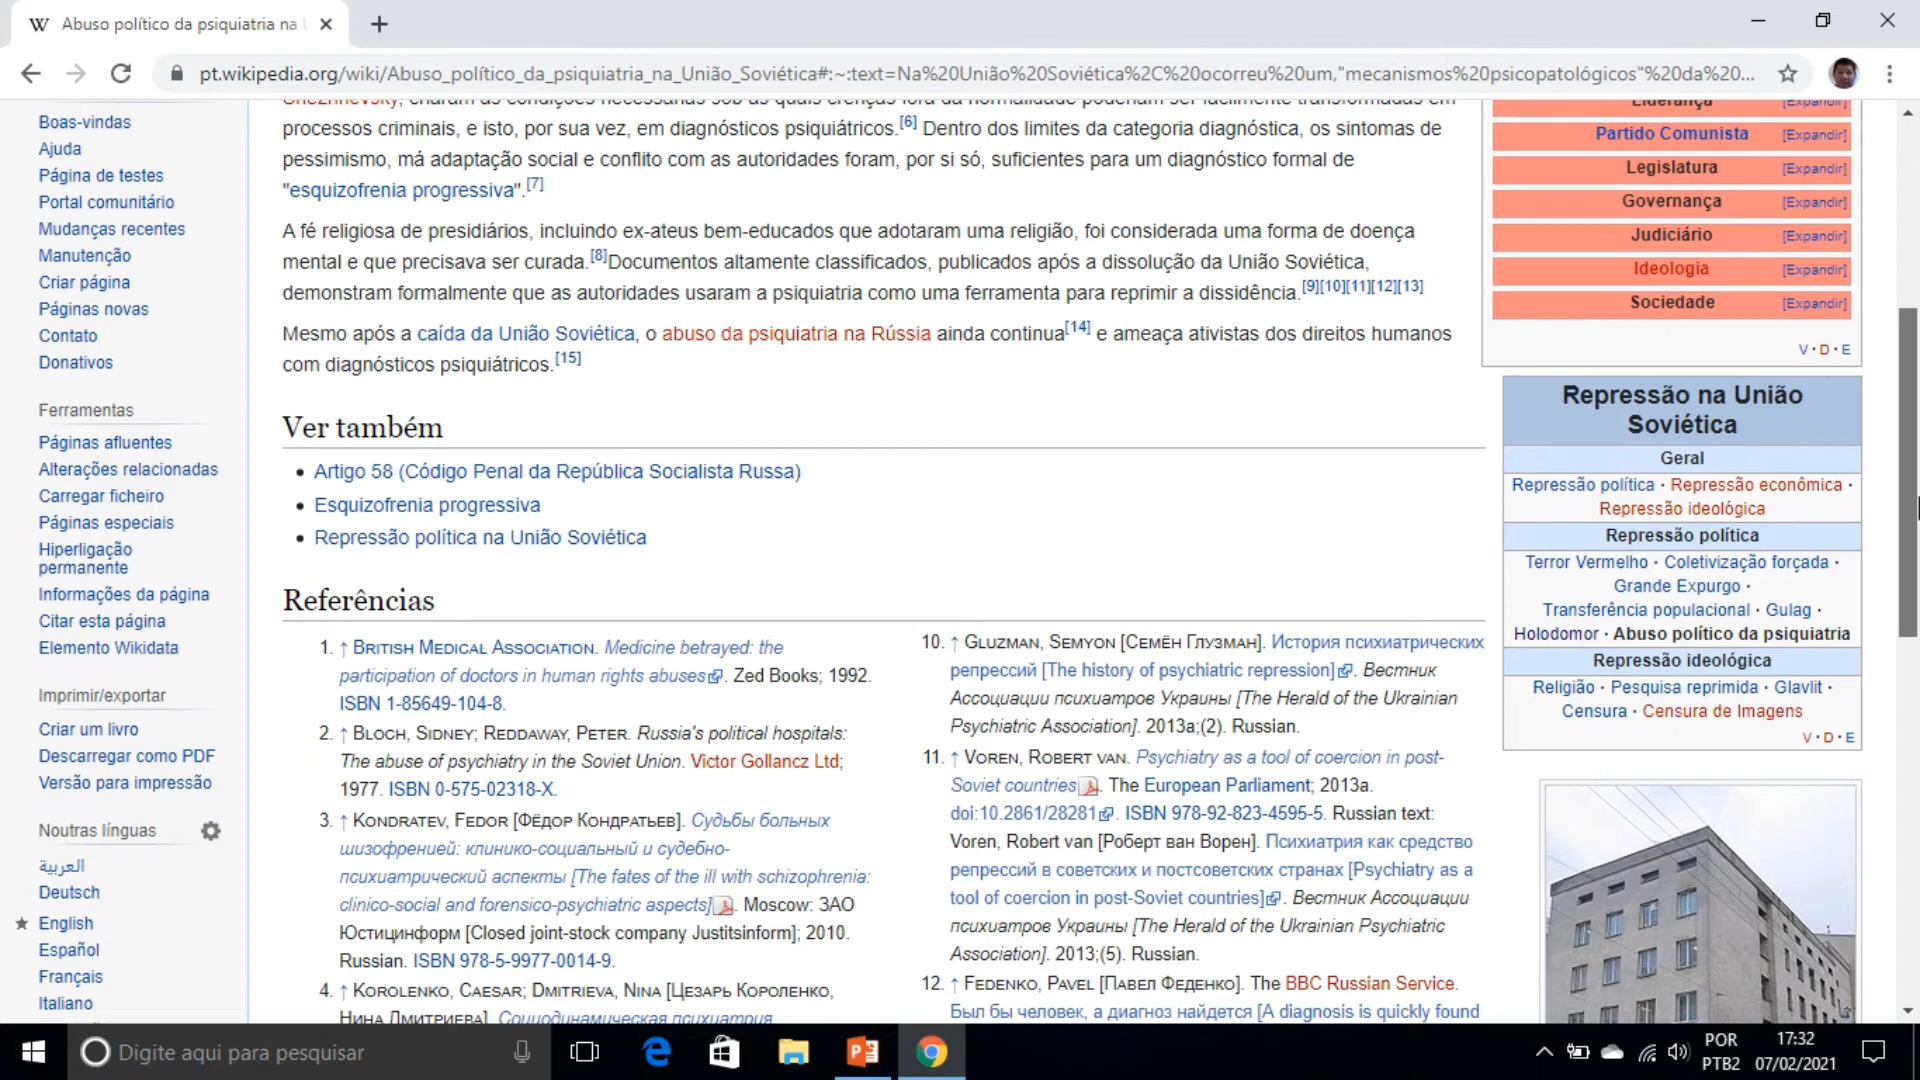 Abuso político da psiquiatria na
pt.wikipedia.org/wiki/Abuso_político_da_psiquiatria_na_União_Soviética#:~:text=Na%20União%20Soviética%2C%20ocorreu%20um,"mecanismos%20psicopatológicos"%20da%20...
Boas-vindas
Ajuda
Página de testes
Portal comunitário
Mudanças recentes
Manutenção
Criar página
Páginas novas
Contato
Donativos
Ferramentas
Páginas afluentes
Alterações relacionadas
Carregar ficheiro
Páginas especiais
Hiperligação
permanente
Informações da página
Citar esta página
Elemento Wikidata
Imprimir/exportar
Criar um livro
Descarregar como PDF
Versão para impressão
Noutras línguas
العربية
Deutsch
English
Español
Français
Italiano
Snezhnevsky, criaram as condições necessárias sob as quais crenças fora da normalidade poderiam ser facilmente transformadas em
processos criminais, e isto, por sua vez, em diagnósticos psiquiátricos.[6] Dentro dos limites da categoria diagnóstica, os sintomas de
pessimismo, má adaptação social e conflito com as autoridades foram, por si só, suficientes para um diagnóstico formal de
"esquizofrenia progressiva".[7]
A fé religiosa de presidiários, incluindo ex-ateus bem-educados que adotaram uma religião, foi considerada uma forma de doença
mental e que precisava ser curada.[8]Documentos altamente classificados, publicados após a dissolução da União Soviética,
demonstram formalmente que as autoridades usaram a psiquiatria como uma ferramenta para reprimir a dissidência.[9][10][11][12][13]
Mesmo após a caída da União Soviética, o abuso da psiquiatria na Rússia ainda continua[14] e ameaça ativistas dos direitos humanos
com diagnósticos psiquiátricos.[15]
Ver também
• Artigo 58 (Código Penal da República Socialista Russa)
• Esquizofrenia progressiva
• Repressão política na União Soviética
Referências
1. ↑ BRITISH MEDICAL ASSOCIATION. Medicine betrayed: the
participation of doctors in human rights abuses. Zed Books; 1992.
ISBN 1-85649-104-8.
2. ↑ BLOCH, SIDNEY; REDDAWAY, PETER. Russia's political hospitals:
The abuse of psychiatry in the Soviet Union. Victor Gollancz Ltd;
1977. ISBN 0-575-02318-X.
3. ↑ KONDRATEV, FEDOR [ФЁДОР КОНДРАТЬЕВ]. Судьбы больных
шизофренией: клинико-социальный и судебно-
психиатрический аспекты [The fates of the ill with schizophrenia:
clinico-social and forensico-psychiatric aspects]. Moscow: ЗАО
Юстицинформ [Closed joint-stock company Justitsinform]; 2010.
Russian. ISBN 978-5-9977-0014-9.
4. ↑ KOROLENKO, CAESAR; DMITRIEVA, NINA [ЦЕЗАРЬ КОРОЛЕНКО,
НИНА ДМИТРИЕВА]. Социодинамическая психиатрия
10. ↑ GLUZMAN, SEMYON [СЕМЁН ГЛУЗМАН]. История психиатрических
репрессий [The history of psychiatric repression]. Вестник
Ассоциации психиатров Украины [The Herald of the Ukrainian
Psychiatric Association]. 2013a;(2). Russian.
11. ↑ VOREN, ROBERT VAN. Psychiatry as a tool of coercion in post-
Soviet countries. The European Parliament; 2013a.
doi:10.2861/28281. ISBN 978-92-823-4595-5. Russian text:
Voren, Robert van [Роберт ван Ворен]. Психиатрия как средство
репрессий в советских и постсоветских странах [Psychiatry as a
tool of coercion in post-Soviet countries]. Вестник Ассоциации
психиатров Украины [The Herald of the Ukrainian Psychiatric
Association]. 2013;(5). Russian.
12. ↑ FEDENKO, PAVEL [ПАВЕЛ ФЕДЕНКО]. The BBC Russian Service.
Был бы человек, а диагноз найдется [A diagnosis is quickly found
Liderança [Expandir]
Partido Comunista [Expandir]
Legislatura [Expandir]
Governança [Expandir]
Judiciário [Expandir]
Ideologia [Expandir]
Sociedade [Expandir]
V · D · E
Repressão na União
Soviética
Geral
Repressão política · Repressão econômica ·
Repressão ideológica
Repressão política
Terror Vermelho · Coletivização forçada ·
Grande Expurgo ·
Transferência populacional · Gulag ·
Holodomor · Abuso político da psiquiatria
Repressão ideológica
Religião · Pesquisa reprimida · Glavlit ·
Censura · Censura de Imagens
V · D · E
Digite aqui para pesquisar
POR
PTB2
17:32
07/02/2021